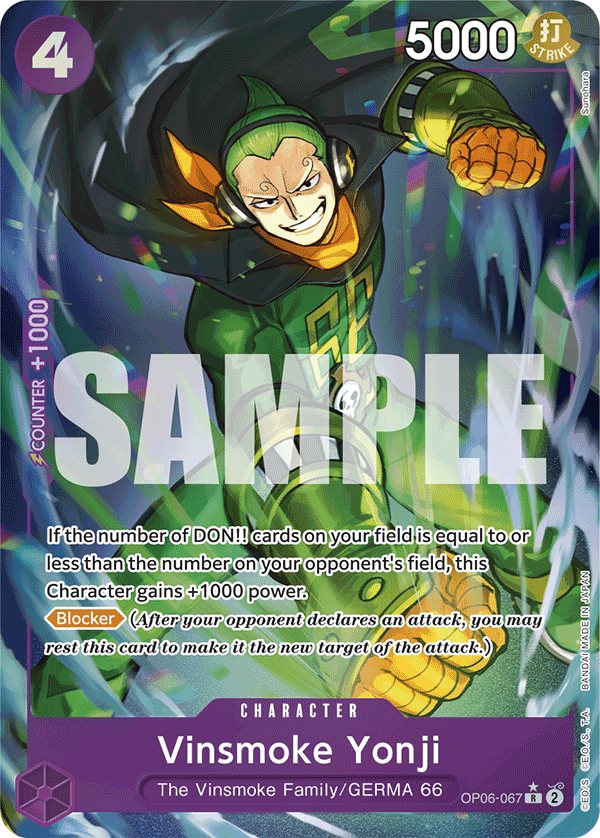 4
5000
打
STRIKE
Sunohara
COUNTER +1000
SAMPLE
If the number of DON!! cards on your field is equal to or
less than the number on your opponent's field, this
Character gains +1000 power.
Blocker (After your opponent declares an attack, you may
rest this card to make it the new target of the attack.)
©E.O./S ©E.O./S., T.A. BANDAI MADE IN JAPAN
CHARACTER
Vinsmoke Yonji
The Vinsmoke Family/GERMA 66
OP06-067 R 2